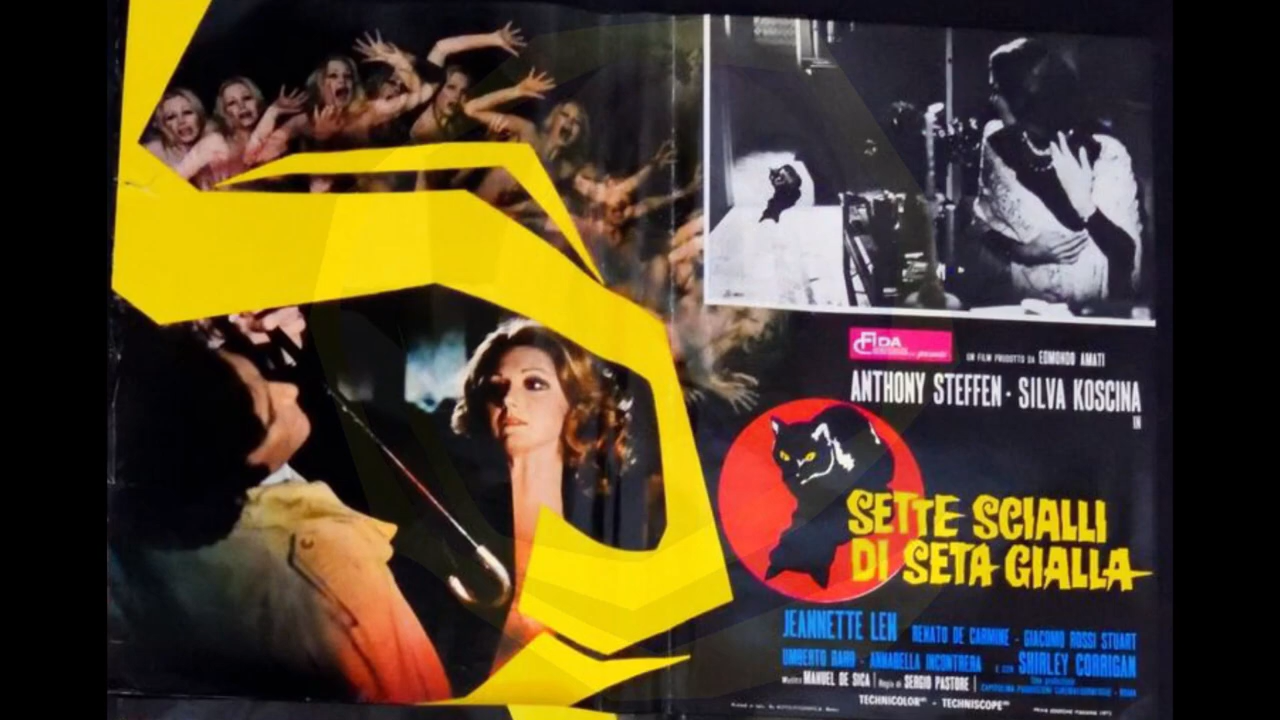 FIDA
UN FILM PRODOTTO DA EDMONDO AMATI
ANTHONY STEFFEN · SILVA KOSCINA
IN
SETTE SCIALLI
DI SETA GIALLA
JEANNETTE LEN RENATO DE CARMINE - GIACOMO ROSSI STUART
UMBERTO RAHO - ANNABELLA INCONTRERA E CON SHIRLEY CORRIGAN
MANUEL DE SICA | Regia di SERGIO PASTORE
TECHNICOLOR - TECHNISCOPE